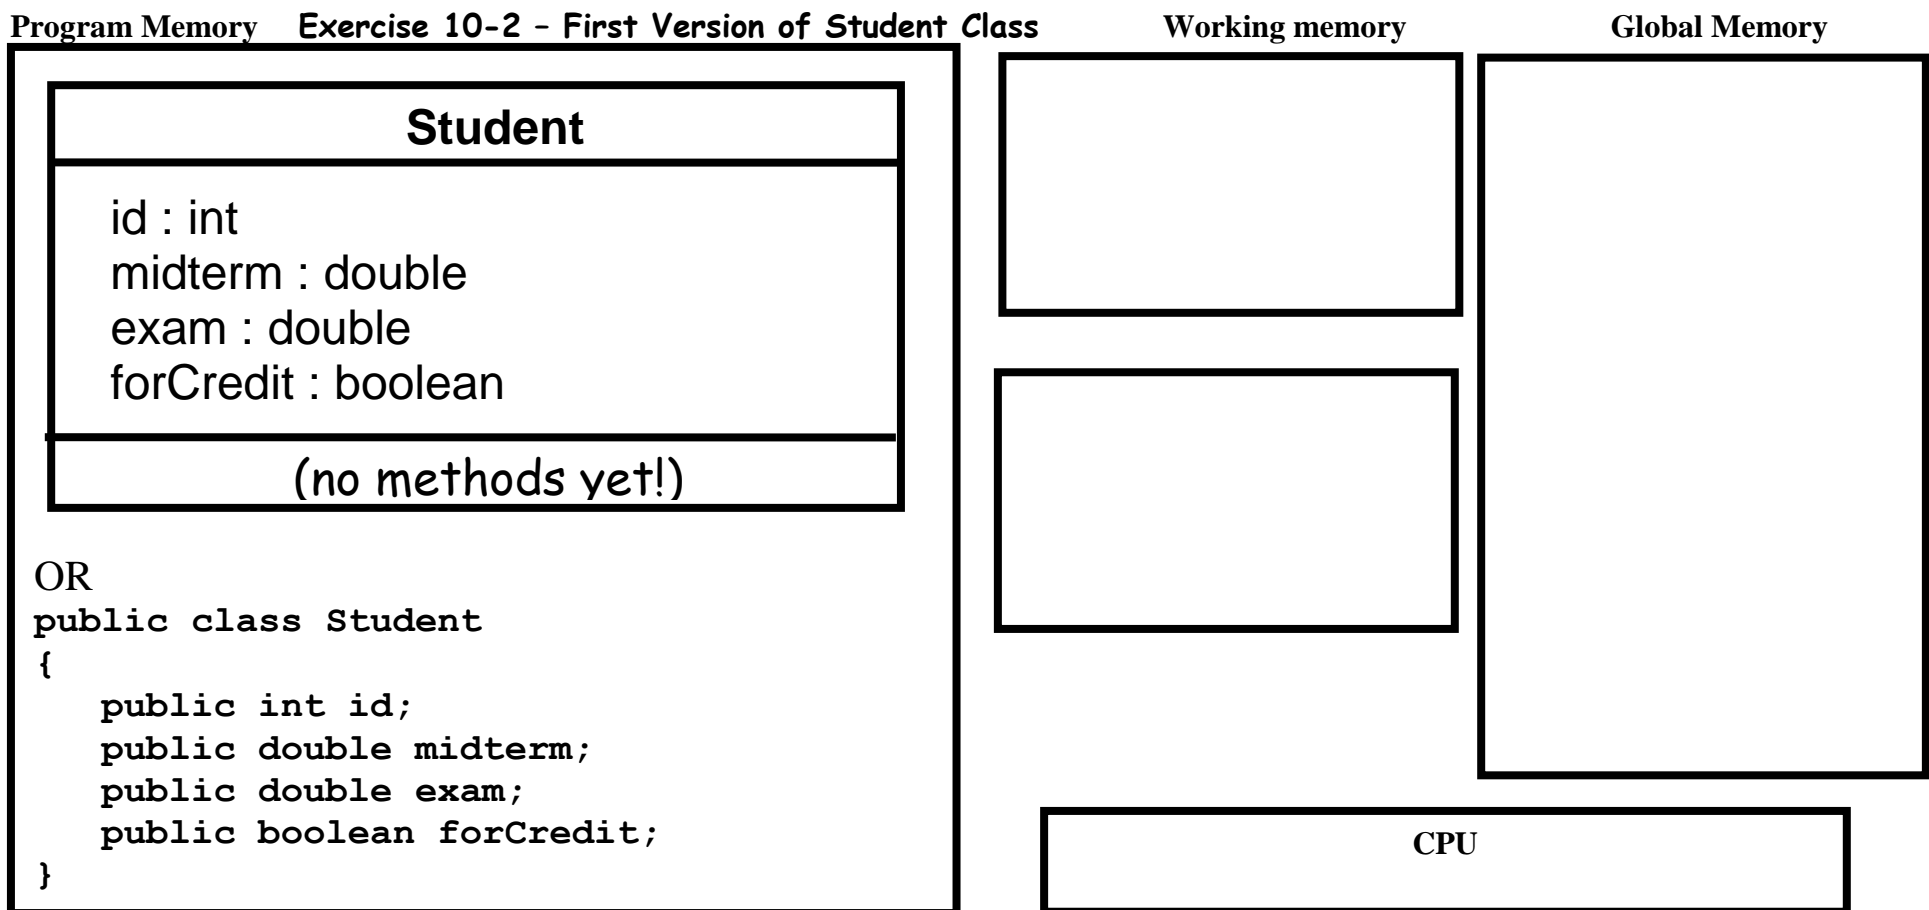 Program Memory Exercise 10-2 – First Version of Student Class Working memory Global Memory
Student
id : int
midterm : double
exam : double
forCredit : boolean
(no methods yet!)
OR
public class Student
{
public int id;
public double midterm;
public double exam;
public boolean forCredit;
}
CPU